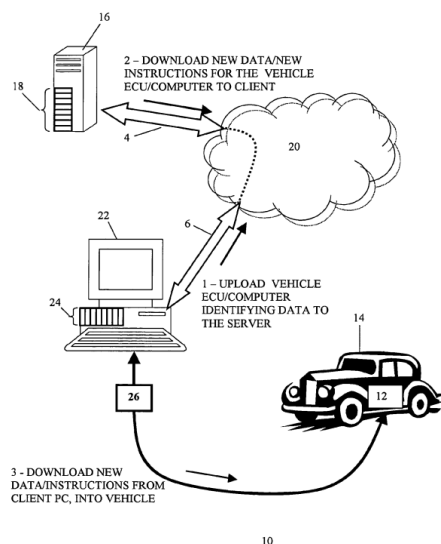 16
2 – DOWNLOAD NEW DATA/NEW
INSTRUCTIONS FOR THE VEHICLE
ECU/COMPUTER TO CLIENT
18
4
20
22
6
24
1 – UPLOAD VEHICLE
ECU/COMPUTER
IDENTIFYING DATA TO
THE SERVER
14
12
26
3 - DOWNLOAD NEW
DATA/INSTRUCTIONS FROM
CLIENT PC, INTO VEHICLE
10